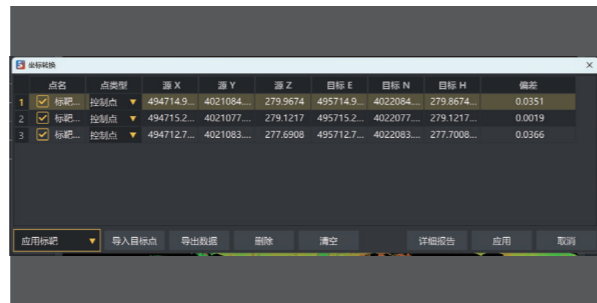 坐标转换
点名 点类型 源 X 源 Y 源 Z 目标 E 目标 N 目标 H 偏差
1 标靶... 控制点 494714.9... 4021084.... 279.9674 495714.9... 4022084.... 279.8674... 0.0351
2 标靶... 控制点 494715.2... 4021077.... 279.1217 495715.2... 4022077.... 279.1217... 0.0019
3 标靶... 控制点 494712.7... 4021083.... 277.6908 495712.7... 4022083.... 277.7008... 0.0366
应用标靶 导入目标点 导出数据 删除 清空 详细报告 应用 取消